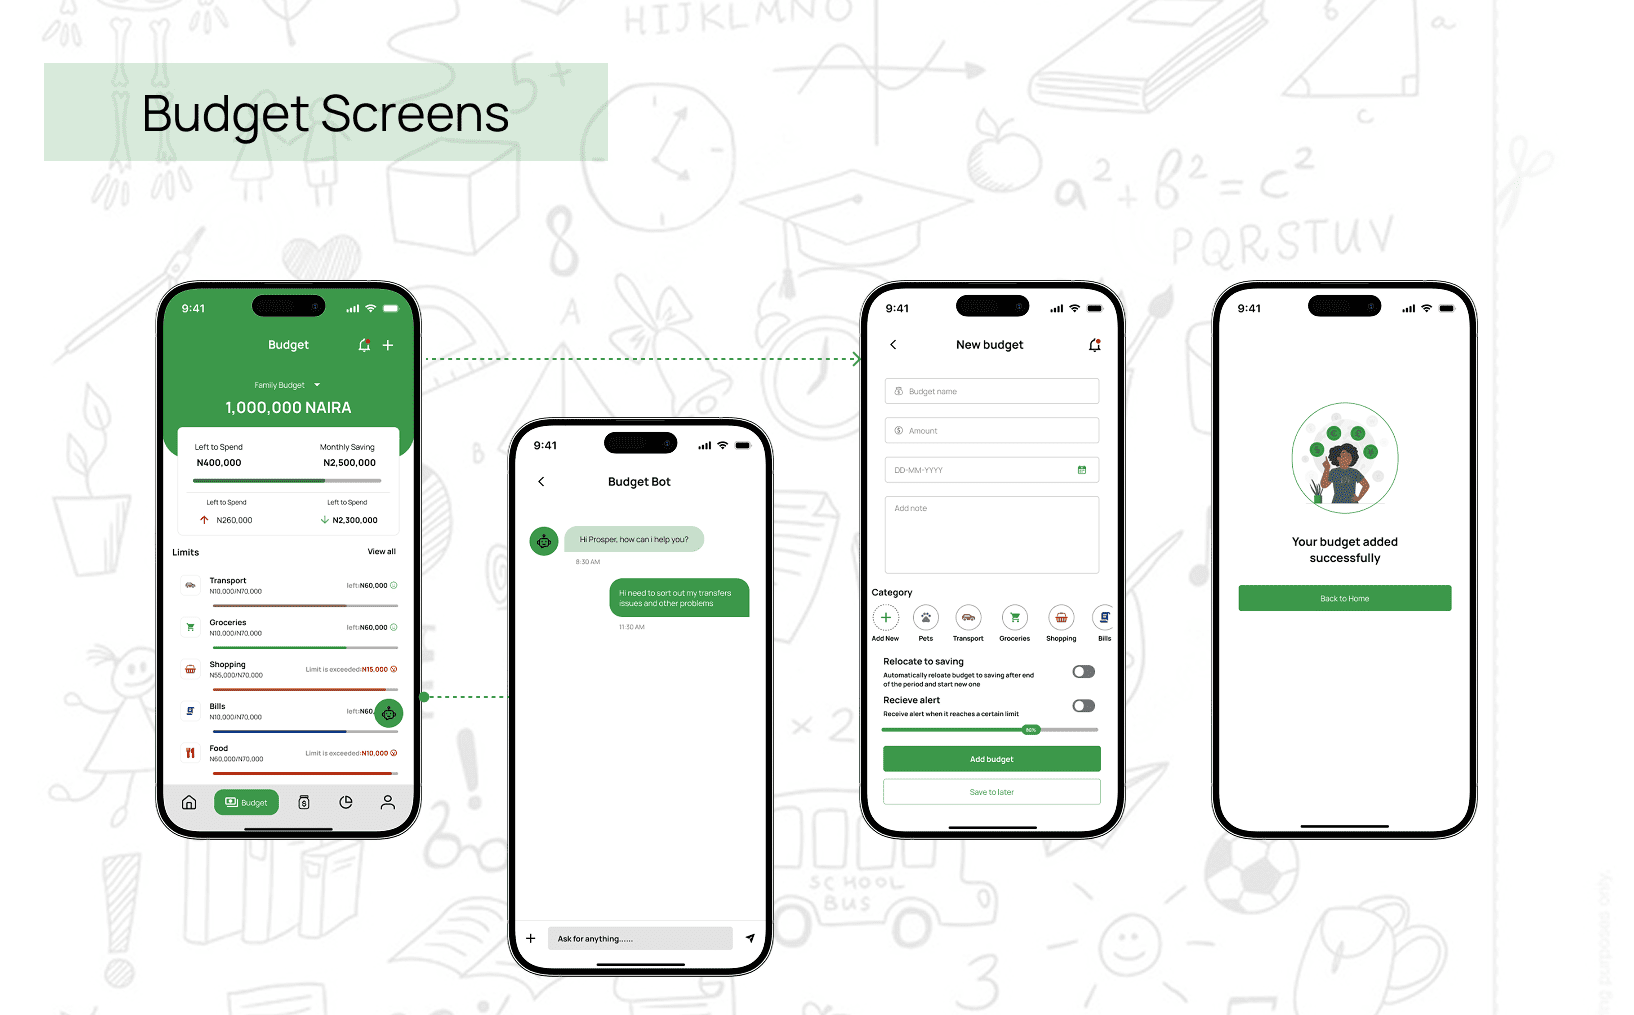 HIJKLMNO
Budget Screens
5+
a
c
a² + b² = c²
PQRSTUV
8
A
B
9:41
Budget
Family Budget
1,000,000 NAIRA
Left to Spend
Monthly Saving
N400,000
N2,500,000
Left to Spend
Left to Spend
N260,000
N2,300,000
Limits
View all
Transport
N10,000/N70,000
left:N60,000
Groceries
N10,000/N70,000
left:N60,000
Shopping
N55,000/N70,000
Limit is exceeded:N15,000
Bills
N10,000/N70,000
left:N60,
Food
N60,000/N70,000
Limit is exceeded:N10,000
Budget
9:41
Budget Bot
Hi Prosper, how can i help you?
8:30 AM
Hi need to sort out my transfers
issues and other problems
11:30 AM
Ask for anything......
9:41
New budget
Budget name
Amount
DD-MM-YYYY
Add note
Category
Add New
Pets
Transport
Groceries
Shopping
Bills
Relocate to saving
Automatically reloate budget to saving after end
of the period and start new one
Recieve alert
Receive alert when it reaches a certain limit
80%
Add budget
Save to later
9:41
Your budget added
successfully
Back to Home
×2
2!
SCHOOL
BUS
3